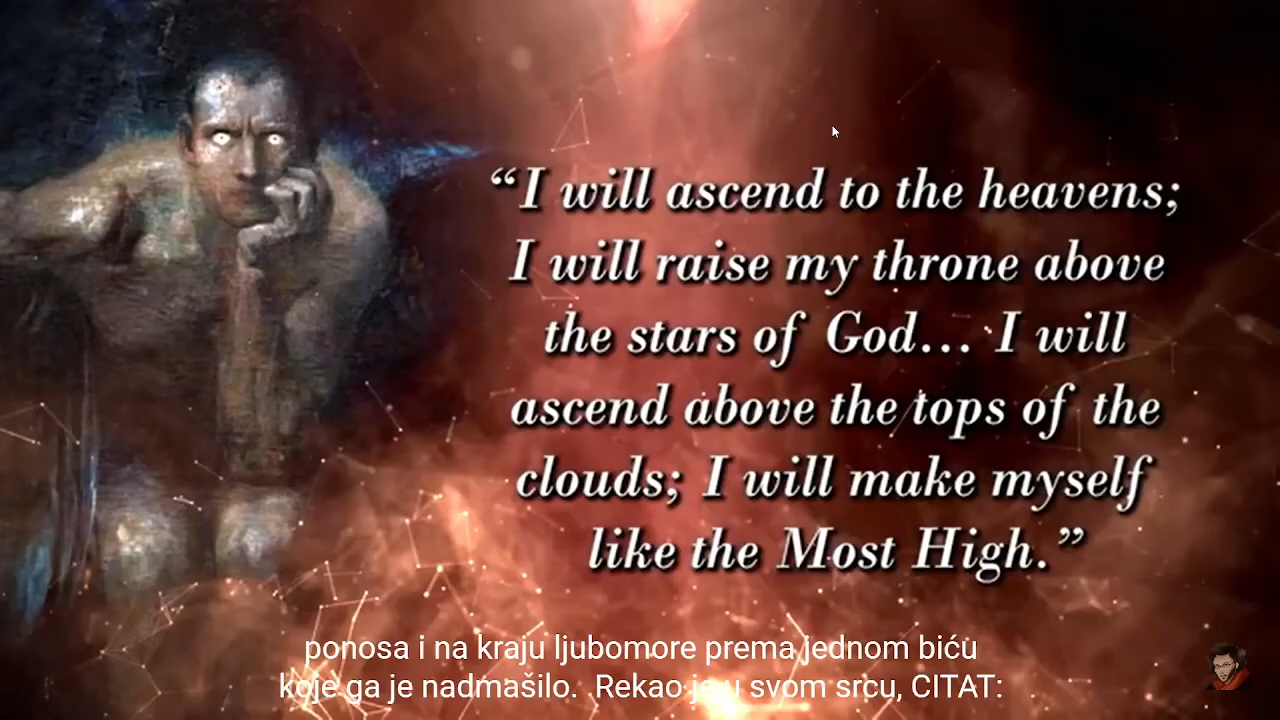 “I will ascend to the heavens;
I will raise my throne above
the stars of God... I will
ascend above the tops of the
clouds; I will make myself
like the Most High.”
ponosa i na kraju ljubomore prema jednom biću
koje ga je nadmašilo.  Rekao je u svom srcu, CITAT: